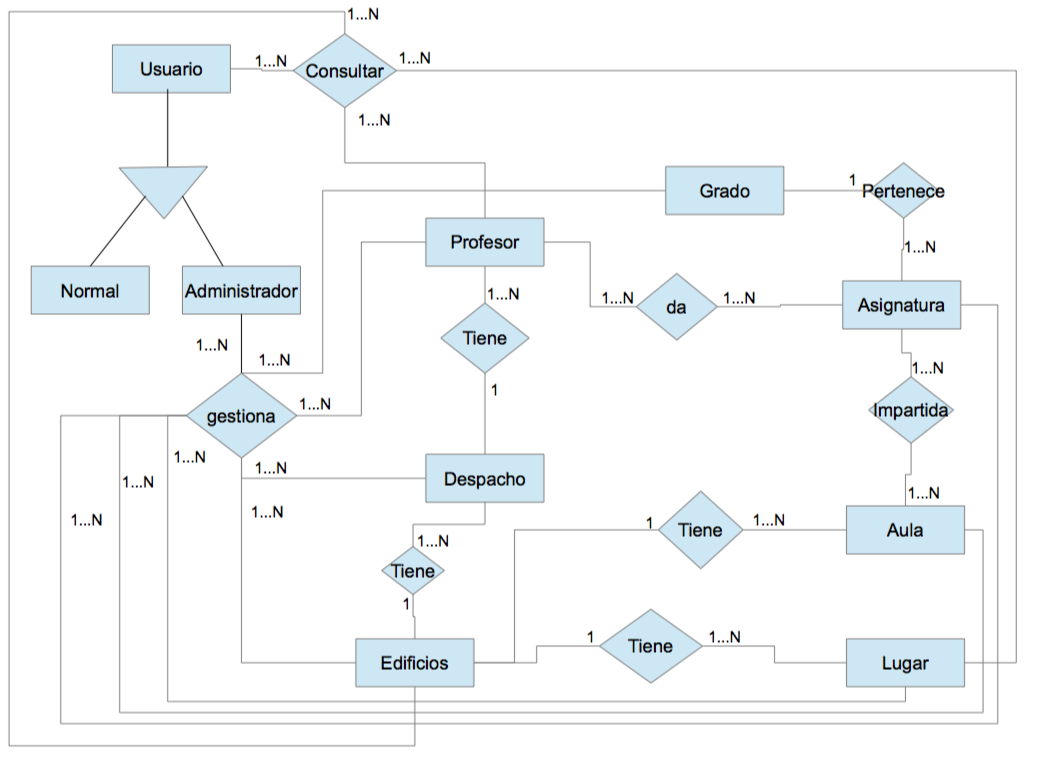 1...N
Usuario
1...N
Consultar
1...N
1...N
Grado
1
Pertenece
1...N
Profesor
Normal
Administrador
1...N
1...N
da
1...N
Asignatura
1...N
Tiene
1...N
1...N
1...N
Impartida
gestiona
1...N
1
1...N
1...N
Despacho
1...N
1...N
1...N
1...N
1
Tiene
1...N
Aula
1...N
Tiene
1
Edificios
1
Tiene
1...N
Lugar